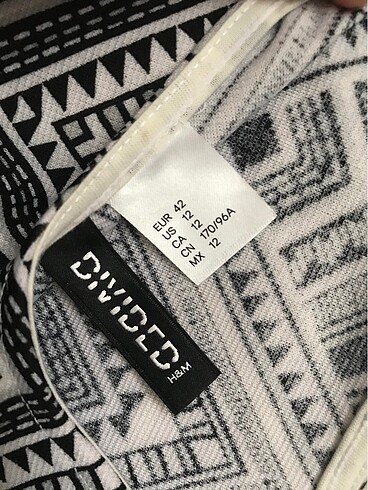 EUR 42
US 12
CA 12
CN 170/96A
MX 12
DIVIDED
H&M